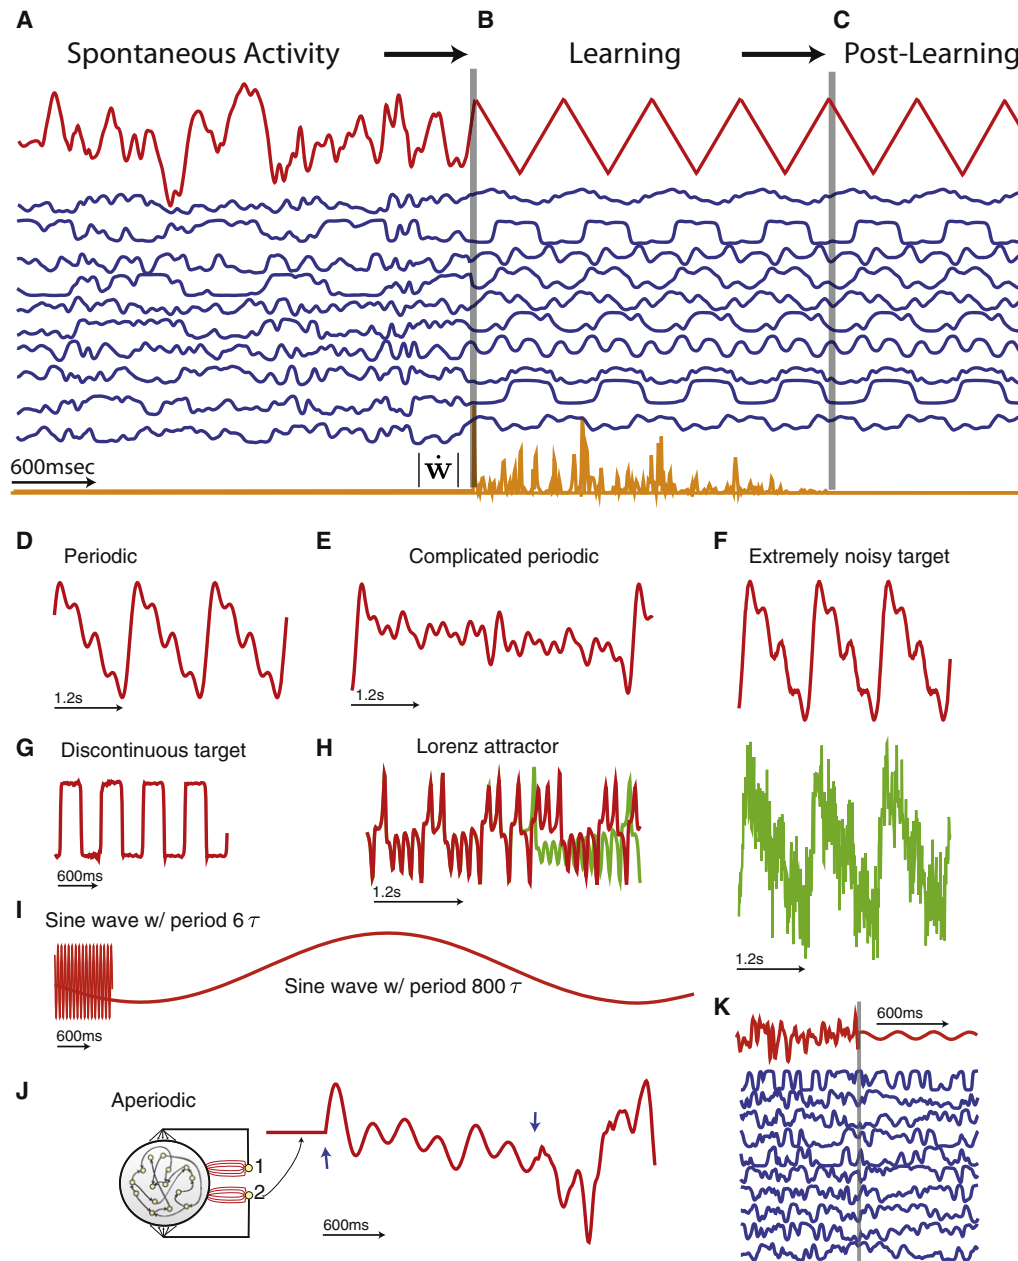 A
B
C
Spontaneous Activity
Learning
Post-Learning
600msec
|ẇ|
D
Periodic
1.2s
E
Complicated periodic
1.2s
F
Extremely noisy target
1.2s
G
Discontinuous target
600ms
H
Lorenz attractor
1.2s
I
Sine wave w/ period 6 τ
Sine wave w/ period 800 τ
600ms
J
Aperiodic
1
2
600ms
K
600ms